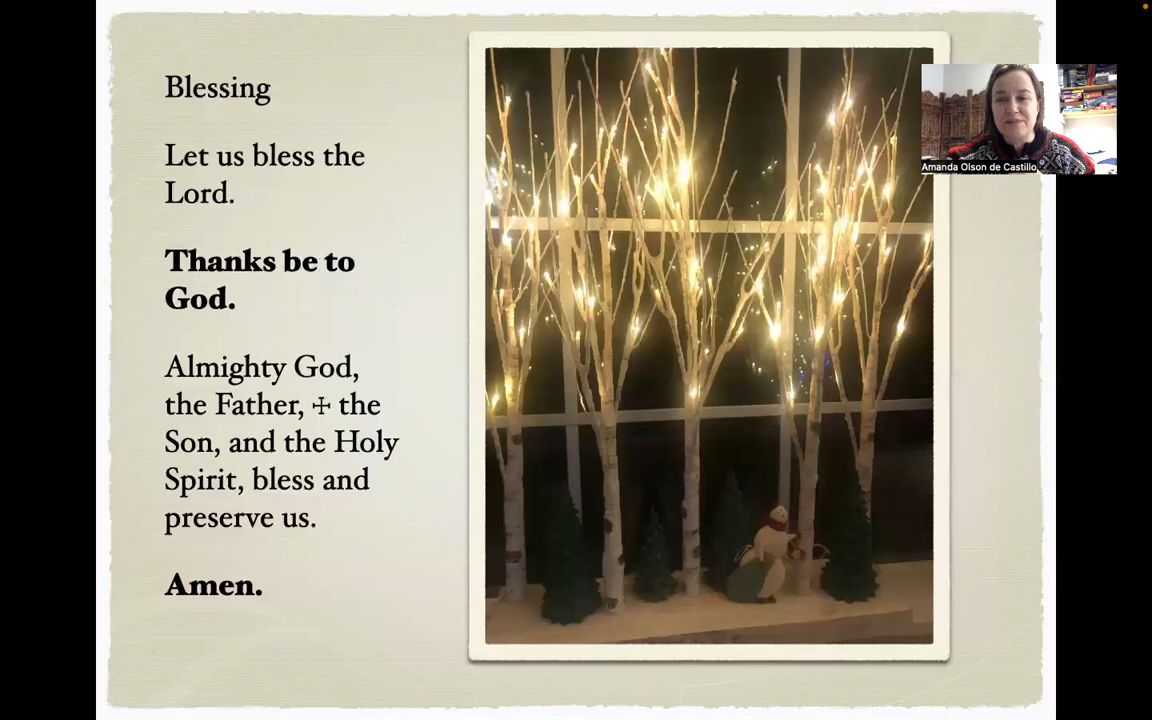 Blessing
Let us bless the
Lord.
Thanks be to
God.
Almighty God,
the Father, ☩ the
Son, and the Holy
Spirit, bless and
preserve us.
Amen.
Amanda Olson de Castillo